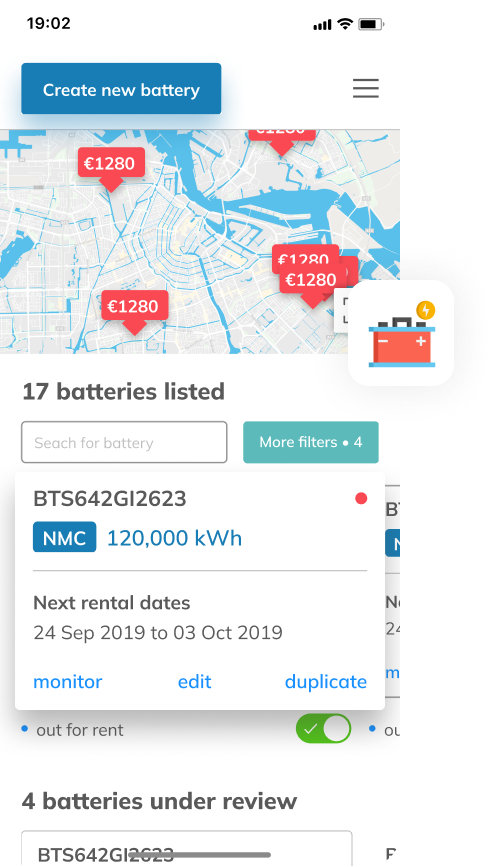 19:02
Create new battery
€1280
€1280
€1280
€1280
€1280
17 batteries listed
Seach for battery
More filters • 4
BTS642GI2623
NMC 120,000 kWh
Next rental dates
24 Sep 2019 to 03 Oct 2019
monitor edit duplicate
out for rent
4 batteries under review
BTS642GI2623